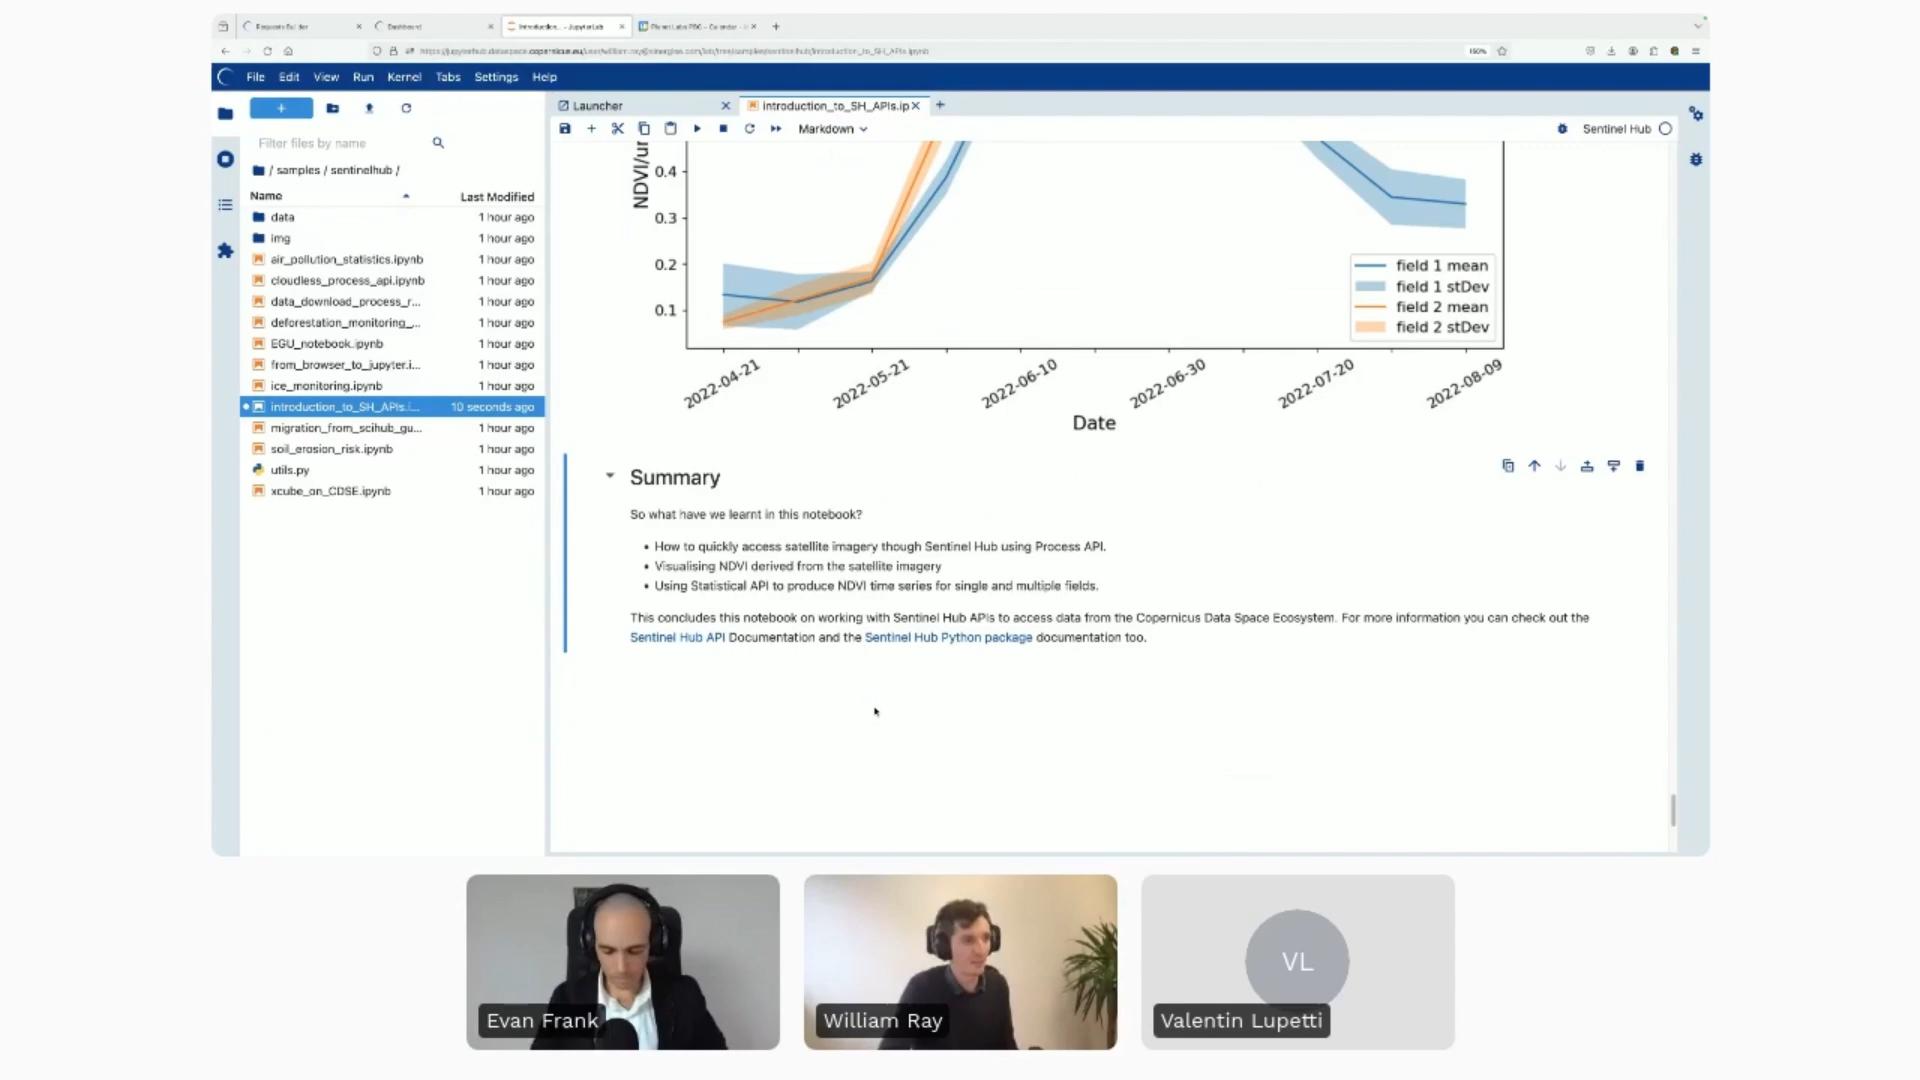 Requests Builder
Dashboard
Introduction... - JupyterLab
Planet Labs PBC - Calendar -
150%
File Edit View Run Kernel Tabs Settings Help
Launcher
introduction_to_SH_APIs.ip
Markdown
Sentinel Hub
Filter files by name
/ samples / sentinelhub /
Name Last Modified
data 1 hour ago
img 1 hour ago
air_pollution_statistics.ipynb 1 hour ago
cloudless_process_api.ipynb 1 hour ago
data_download_process_r... 1 hour ago
deforestation_monitoring_... 1 hour ago
EGU_notebook.ipynb 1 hour ago
from_browser_to_jupyter.i... 1 hour ago
ice_monitoring.ipynb 1 hour ago
introduction_to_SH_APIs.i... 10 seconds ago
migration_from_scihub_gu... 1 hour ago
soil_erosion_risk.ipynb 1 hour ago
utils.py 1 hour ago
xcube_on_CDSE.ipynb 1 hour ago
NDVI/ur
0.4
0.3
0.2
0.1
field 1 mean
field 1 stDev
field 2 mean
field 2 stDev
2022-04-21
2022-05-21
2022-06-10
2022-06-30
2022-07-20
2022-08-09
Date
Summary
So what have we learnt in this notebook?
• How to quickly access satellite imagery though Sentinel Hub using Process API.
• Visualising NDVI derived from the satellite imagery
• Using Statistical API to produce NDVI time series for single and multiple fields.
This concludes this notebook on working with Sentinel Hub APIs to access data from the Copernicus Data Space Ecosystem. For more information you can check out the
Sentinel Hub API Documentation and the Sentinel Hub Python package documentation too.
Evan Frank
William Ray
VL
Valentin Lupetti